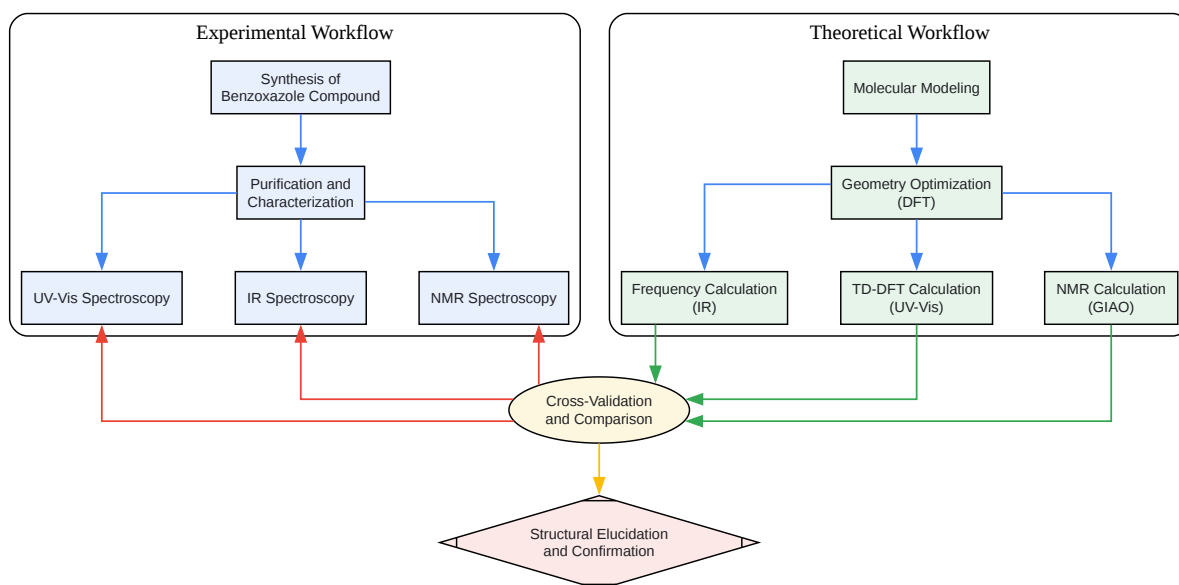 Experimental Workflow
Synthesis of
Benzoxazole Compound
Purification and
Characterization
UV-Vis Spectroscopy
IR Spectroscopy
NMR Spectroscopy
Theoretical Workflow
Molecular Modeling
Geometry Optimization
(DFT)
Frequency Calculation
(IR)
TD-DFT Calculation
(UV-Vis)
NMR Calculation
(GIAO)
Cross-Validation
and Comparison
Structural Elucidation
and Confirmation